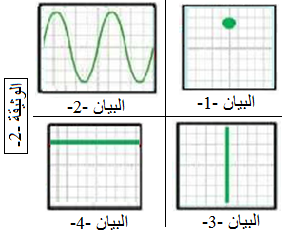 البيان -1-
البيان -2-
البيان -3-
البيان -4-
الوثيقة -2-